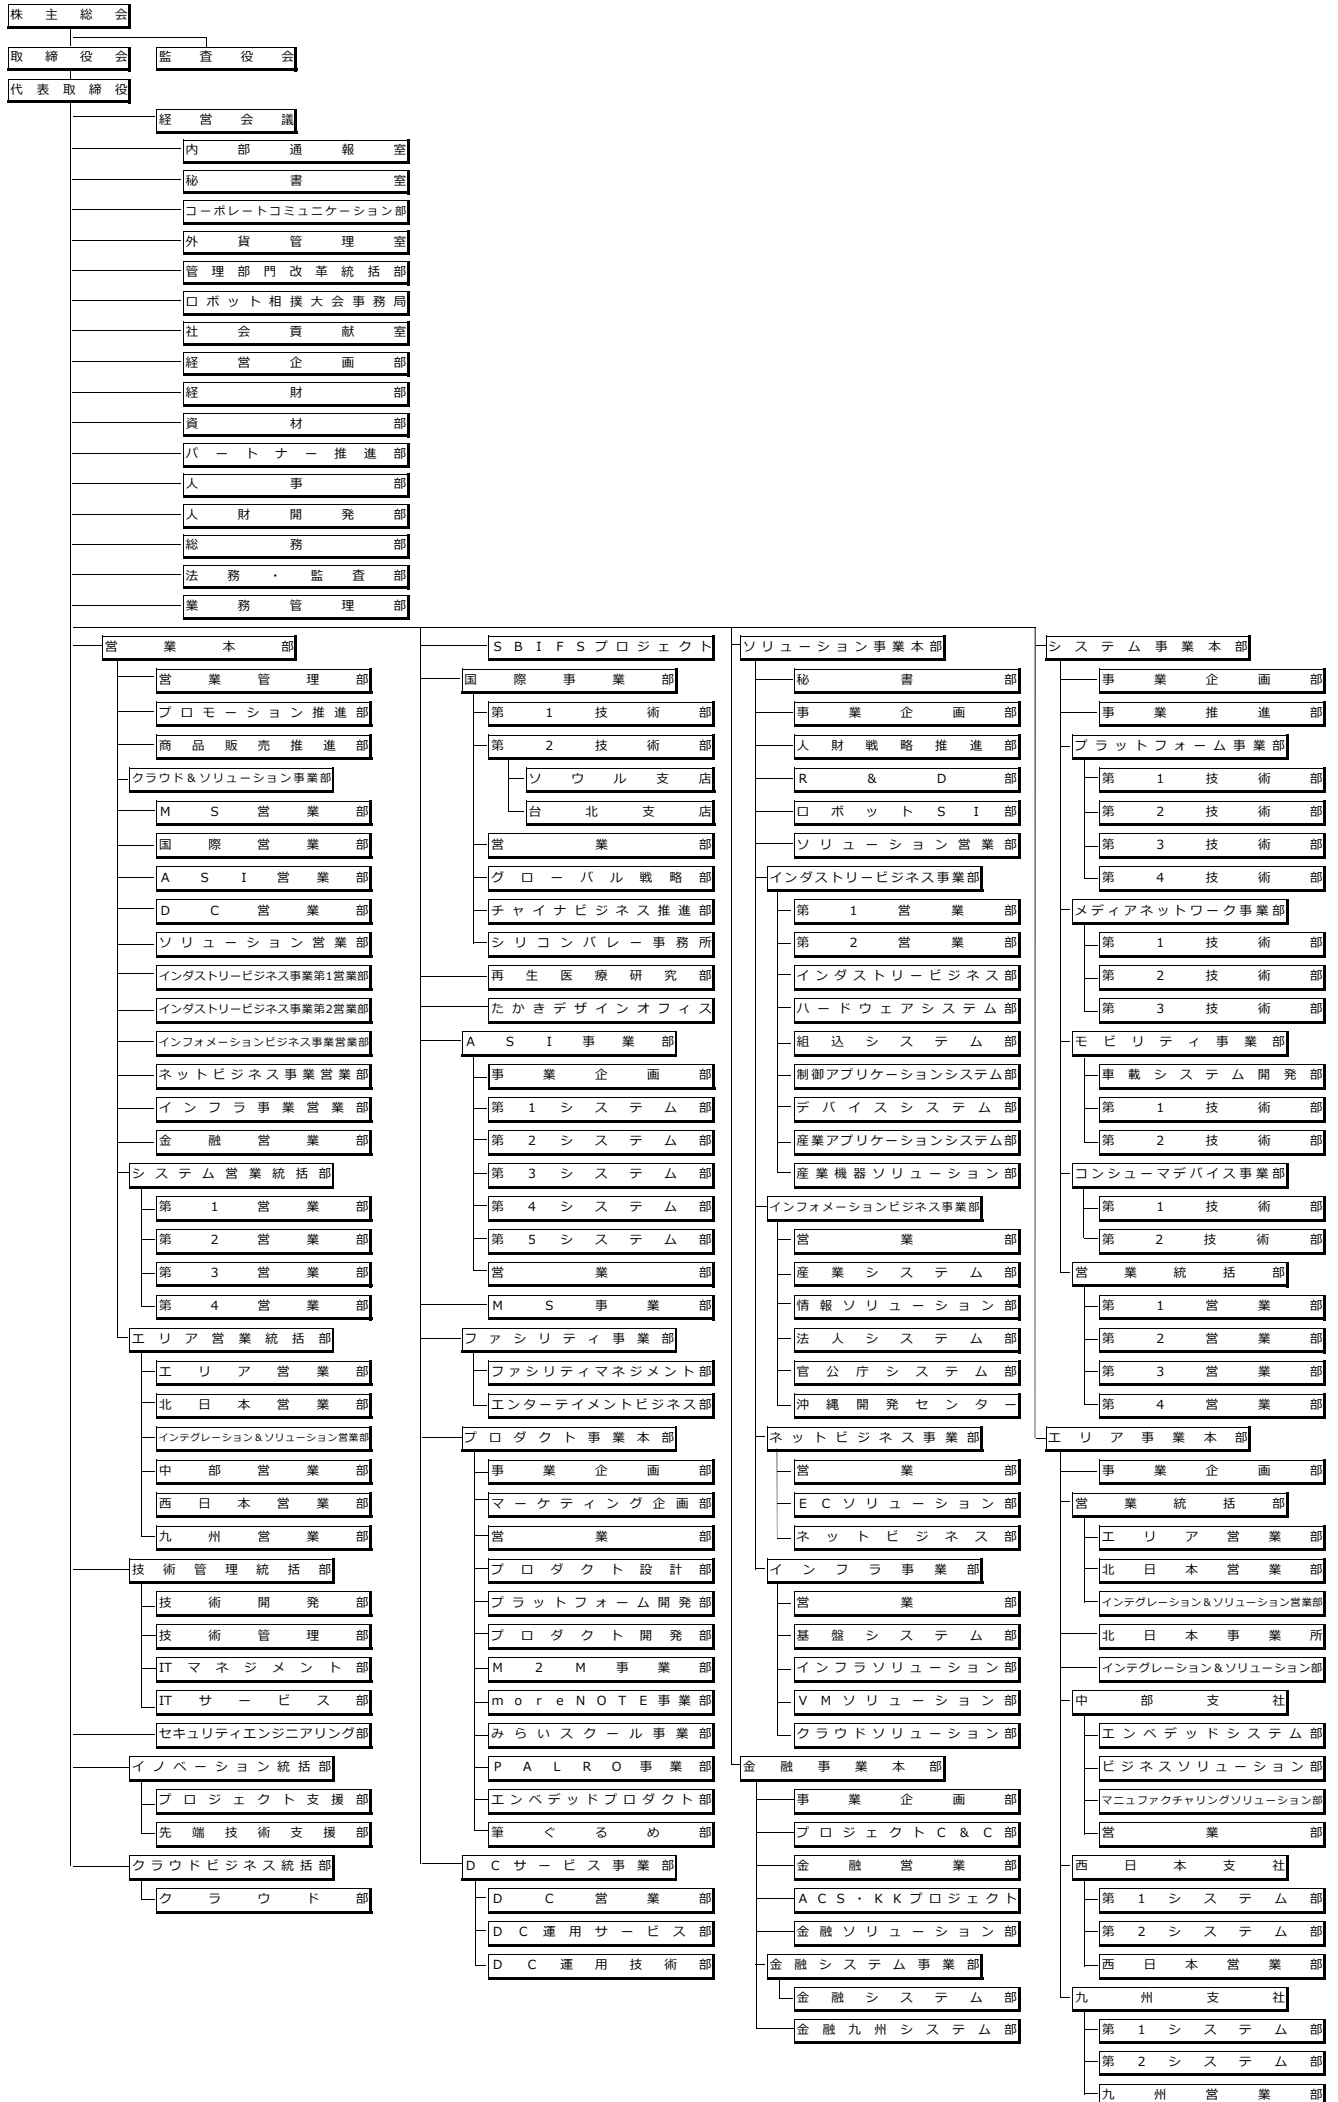 株主総会
取締役会
監査役会
代表取締役
経営会議
内部通報室
秘書室
コーポレートコミュニケーション部
外貨管理室
管理部門改革統括部
ロボット相撲大会事務局
社会貢献室
経営企画部
経財部
資材部
パートナー推進部
人事部
人財開発部
総務部
法務・監査部
業務管理部
営業本部
営業管理部
プロモーション推進部
商品販売推進部
クラウド&ソリューション事業部
MS営業部
国際営業部
ASI営業部
DC営業部
ソリューション営業部
インダストリービジネス事業第1営業部
インダストリービジネス事業第2営業部
インフォメーションビジネス事業営業部
ネットビジネス事業営業部
インフラ事業営業部
金融営業部
システム営業統括部
第1営業部
第2営業部
第3営業部
第4営業部
エリア営業統括部
エリア営業部
北日本営業部
インテグレーション&ソリューション営業部
中部営業部
西日本営業部
九州営業部
技術管理統括部
技術開発部
技術管理部
ITマネジメント部
ITサービス部
セキュリティエンジニアリング部
イノベーション統括部
プロジェクト支援部
先端技術支援部
クラウドビジネス統括部
クラウド部
SBIFSプロジェクト
国際事業部
第1技術部
第2技術部
ソウル支店
台北支店
営業部
グローバル戦略部
チャイナビジネス推進部
シリコンバレー事務所
再生医療研究部
たかきデザインオフィス
ASI事業部
事業企画部
第1システム部
第2システム部
第3システム部
第4システム部
第5システム部
営業部
MS事業部
ファシリティ事業部
ファシリティマネジメント部
エンターテイメントビジネス部
プロダクト事業本部
事業企画部
マーケティング企画部
営業部
プロダクト設計部
プラットフォーム開発部
プロダクト開発部
M2M事業部
moreNOTE事業部
みらいスクール事業部
PALRO事業部
エンベデッドプロダクト部
筆ぐるめ部
DCサービス事業部
DC営業部
DC運用サービス部
DC運用技術部
ソリューション事業本部
秘書部
事業企画部
人財戦略推進部
R&D部
ロボットSI部
ソリューション営業部
インダストリービジネス事業部
第1営業部
第2営業部
インダストリービジネス部
ハードウェアシステム部
組込システム部
制御アプリケーションシステム部
デバイスシステム部
産業アプリケーションシステム部
産業機器ソリューション部
インフォメーションビジネス事業部
営業部
産業システム部
情報ソリューション部
法人システム部
官公庁システム部
沖縄開発センター
ネットビジネス事業部
営業部
ECソリューション部
ネットビジネス部
インフラ事業部
営業部
基盤システム部
インフラソリューション部
VMソリューション部
クラウドソリューション部
金融事業本部
事業企画部
プロジェクトC&C部
金融営業部
ACS・KKプロジェクト
金融ソリューション部
金融システム事業部
金融システム部
金融九州システム部
システム事業本部
事業企画部
事業推進部
プラットフォーム事業部
第1技術部
第2技術部
第3技術部
第4技術部
メディアネットワーク事業部
第1技術部
第2技術部
第3技術部
モビリティ事業部
車載システム開発部
第1技術部
第2技術部
コンシューマデバイス事業部
第1技術部
第2技術部
営業統括部
第1営業部
第2営業部
第3営業部
第4営業部
エリア事業本部
事業企画部
営業統括部
エリア営業部
北日本営業部
インテグレーション&ソリューション営業部
北日本事業所
インテグレーション&ソリューション部
中部支社
エンベデッドシステム部
ビジネスソリューション部
マニュファクチャリングソリューション部
営業部
西日本支社
第1システム部
第2システム部
西日本営業部
九州支社
第1システム部
第2システム部
九州営業部